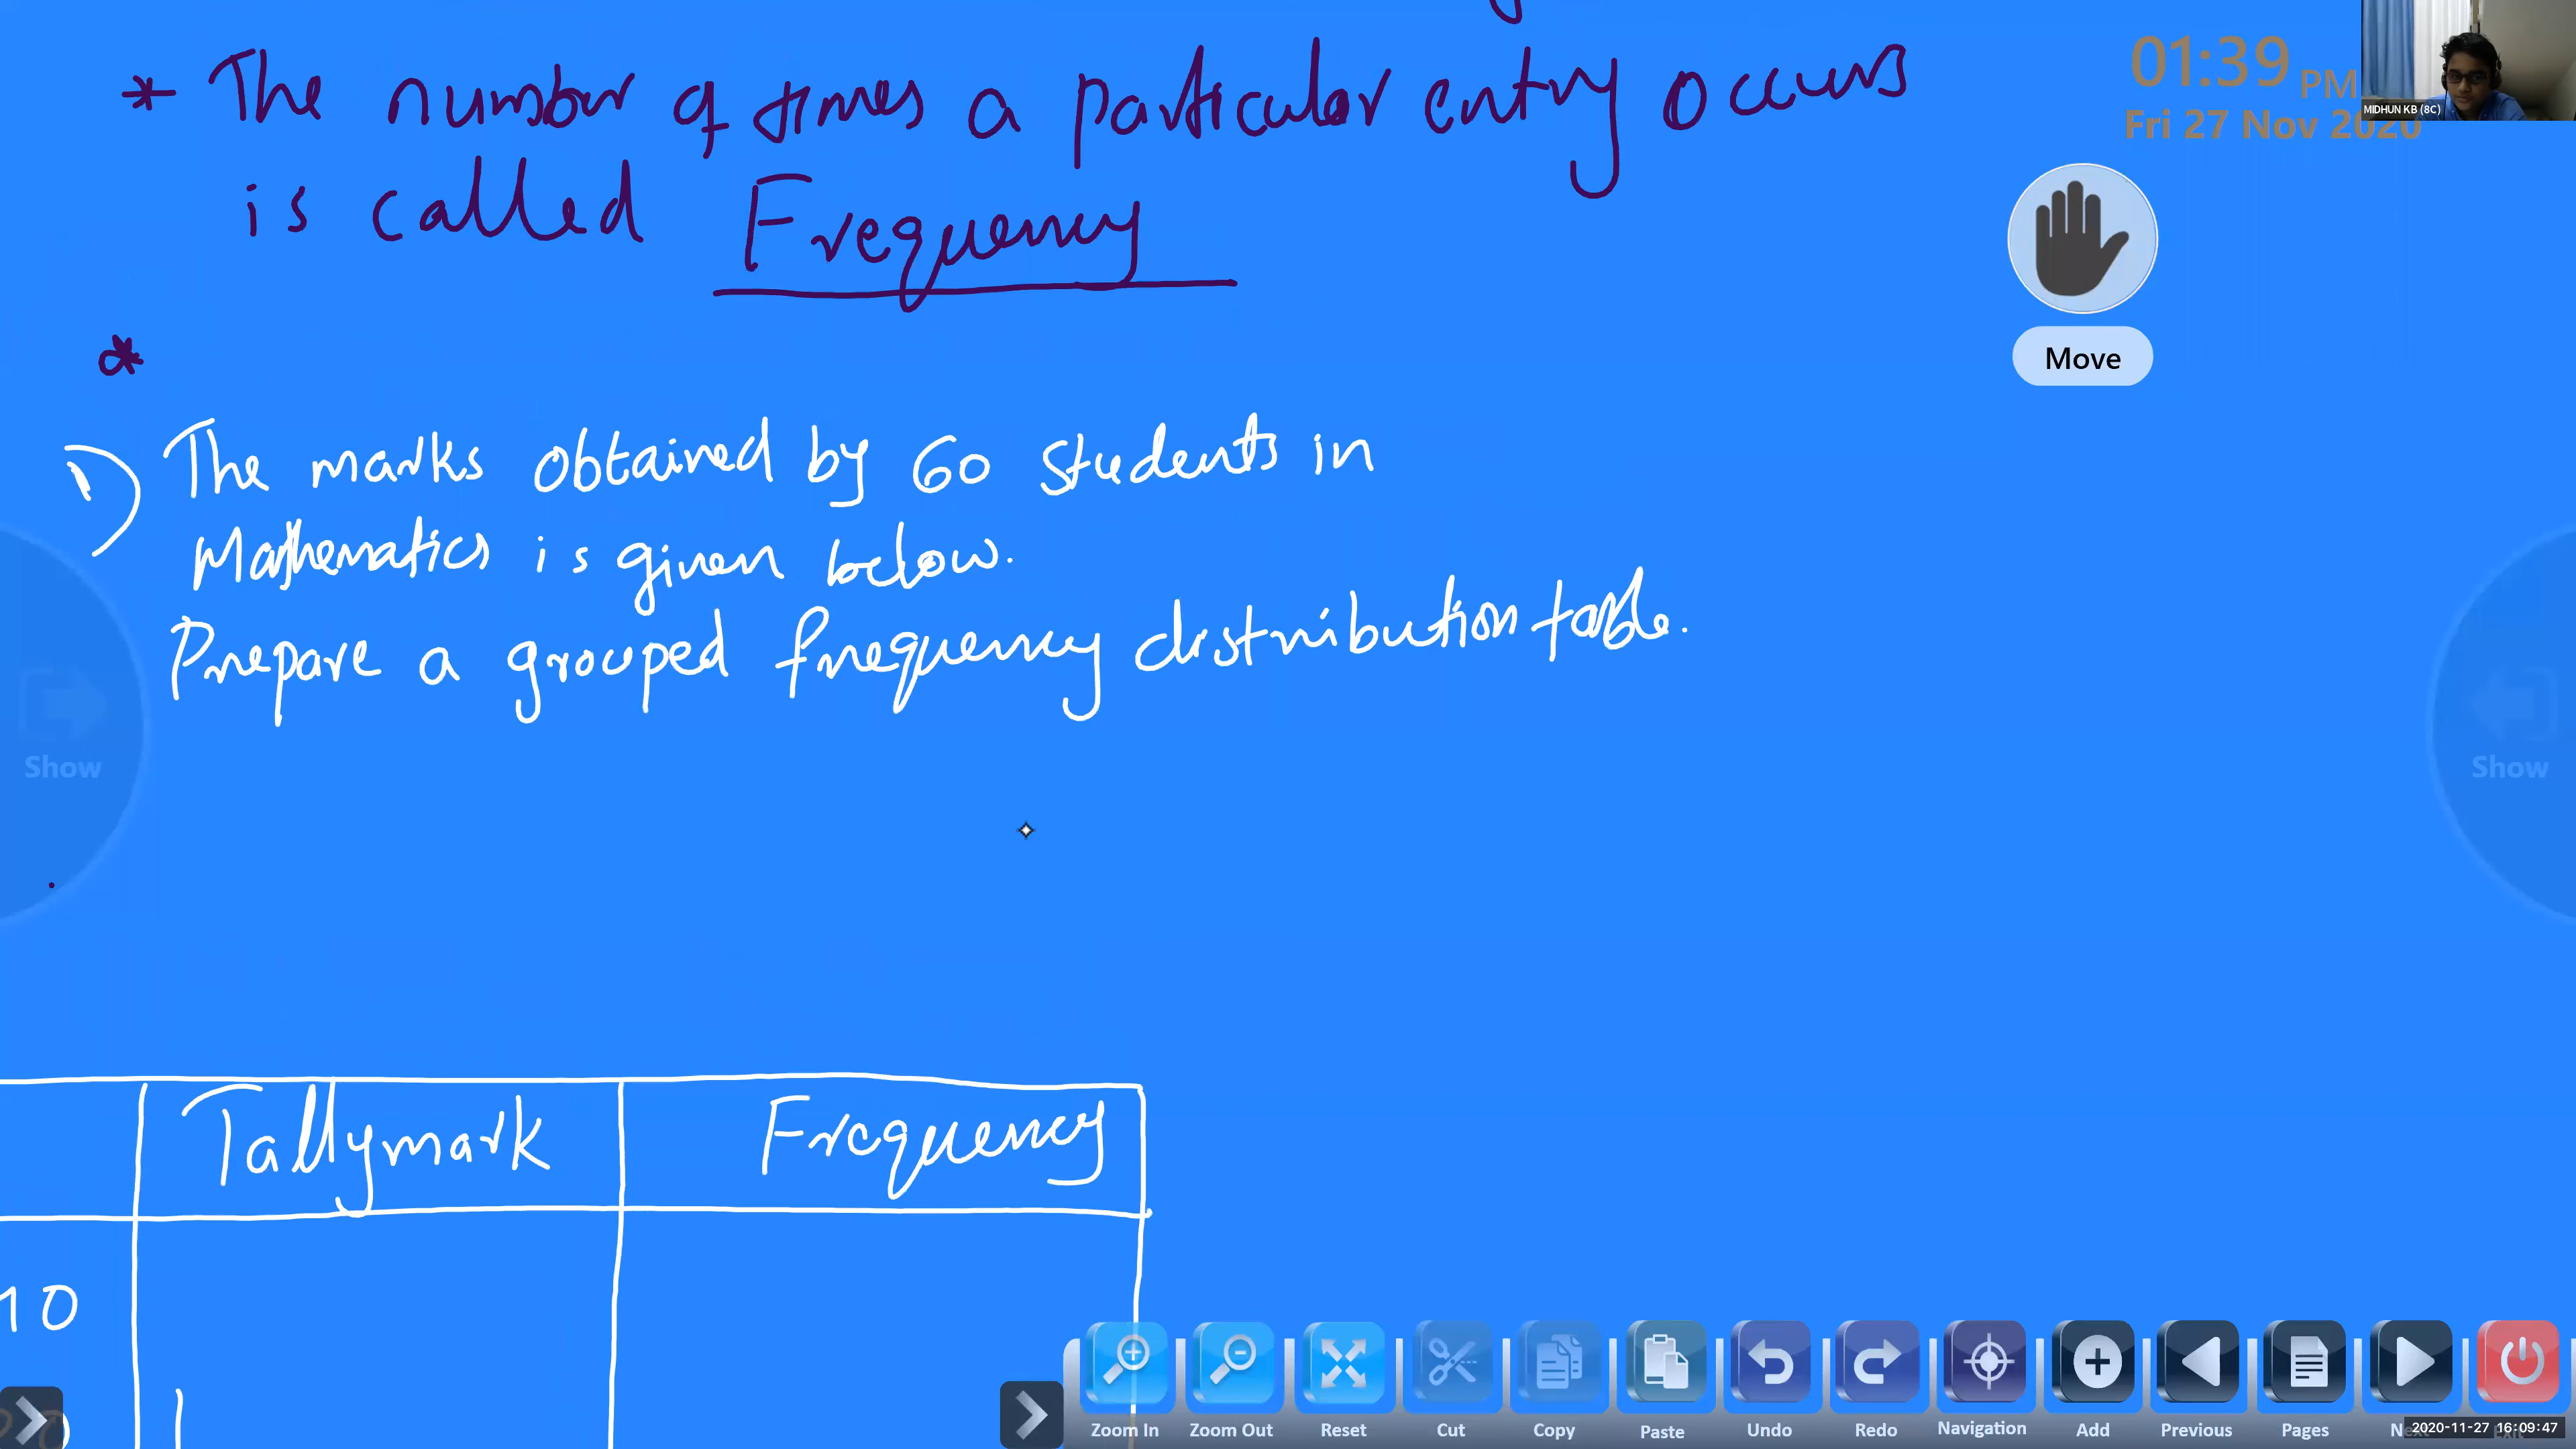 01:39 PM
Fri 27 Nov 2020
MIDHUN KB (8C)
* The number of times a particular entry occurs
is called Frequency
*
Move
1) The marks obtained by 60 students in
Mathematics is given below.
Prepare a grouped frequency distribution table.
Show
Show
Tallymark Frequency
10
Zoom In Zoom Out Reset Cut Copy Paste Undo Redo Navigation Add Previous Pages
2020-11-27 16:09:47